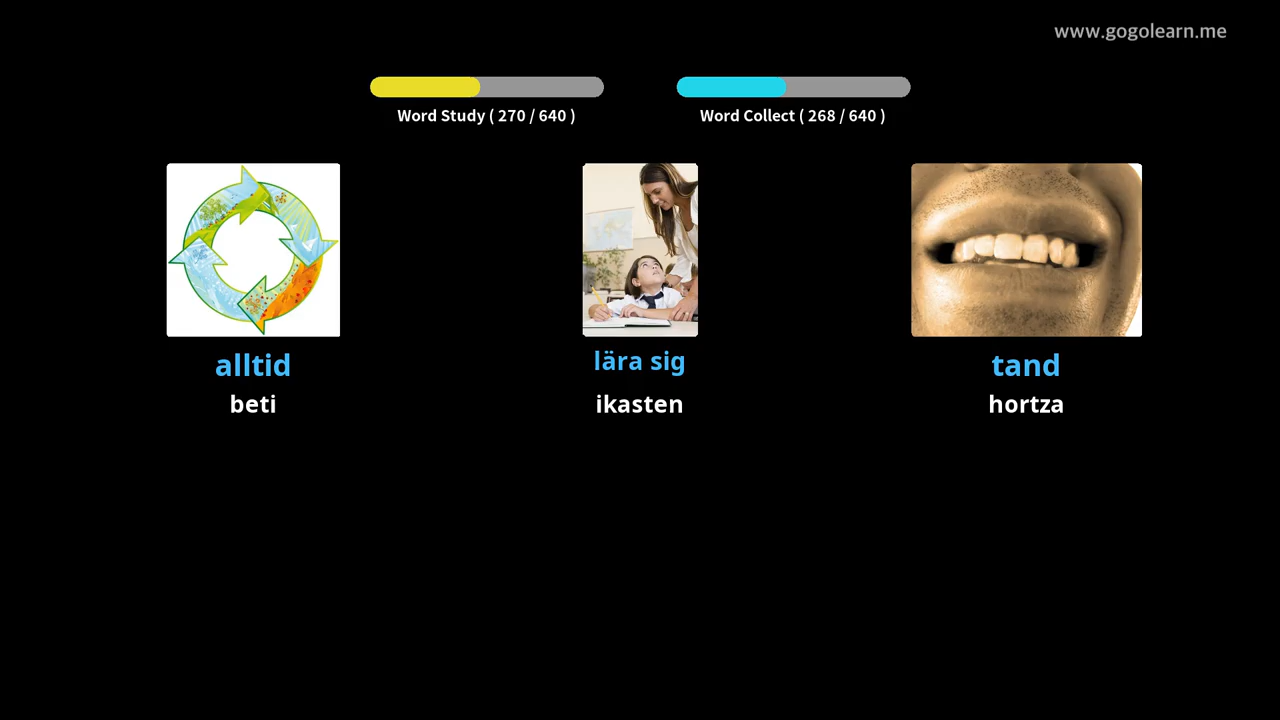 www.gogolearn.me
Word Study ( 270 / 640 )
Word Collect ( 268 / 640 )
alltid
lära sig
tand
beti
ikasten
hortza